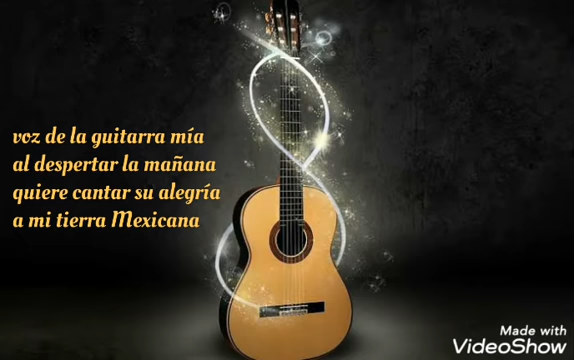 voz de la guitarra mía
al despertar la mañana
quiere cantar su alegría
a mi tierra Mexicana
Made with
VideoShow